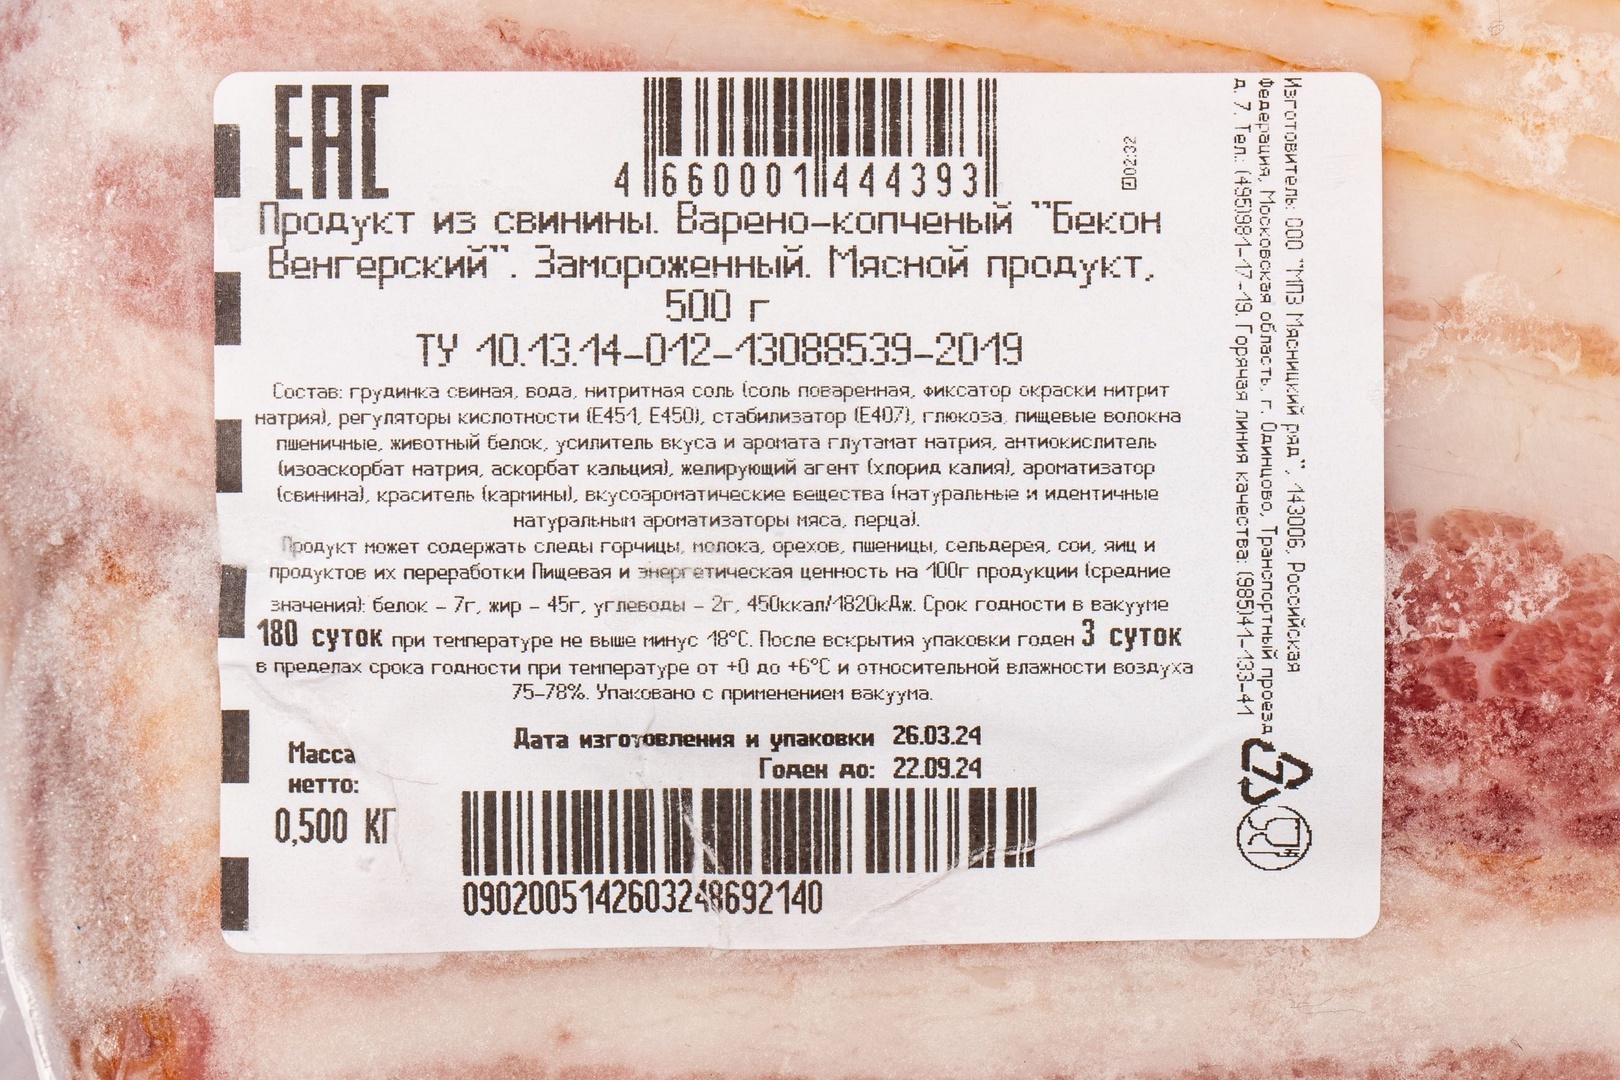 ЕАС
4 660001 444393
02:32
Продукт из свинины. Варено-копченый "Бекон
Венгерский". Замороженный. Мясной продукт,
500 г
ТУ 10.13.14-012-13088539-2019
Состав: грудинка свиная, вода, нитритная соль (соль поваренная, фиксатор окраски нитрит
натрия), регуляторы кислотности (Е451, Е450), стабилизатор (Е407), глюкоза, пищевые волокна
пшеничные, животный белок, усилитель вкуса и аромата глутамат натрия, антиокислитель
(изоаскорбат натрия, аскорбат кальция), желирующий агент (хлорид калия), ароматизатор
(свинина), краситель (кармины), вкусоароматические вещества (натуральные и идентичные
натуральным ароматизаторы мяса, перца).
Продукт может содержать следы горчицы, молока, орехов, пшеницы, сельдерея, сои, яиц и
продуктов их переработки Пищевая и энергетическая ценность на 100г продукции (средние
значения): белок – 7г, жир – 45г, углеводы – 2г, 450ккал/1820кДж. Срок годности в вакууме
180 суток при температуре не выше минус 18°С. После вскрытия упаковки годен 3 суток
в пределах срока годности при температуре от +0 до +6°С и относительной влажности воздуха
75-78%. Упаковано с применением вакуума.
Дата изготовления и упаковки 26.03.24
Годен до: 22.09.24
Масса
нетто:
0,500 КГ
0902005142603248692140
Изготовитель: ООО "МПЗ Мясницкий ряд", 143006, Российская
Федерация, Московская область, г. Одинцово, Транспортный проезд
д. 7. Тел.: (495)981-17-19. Горячая линия качества: (985)41-133-41